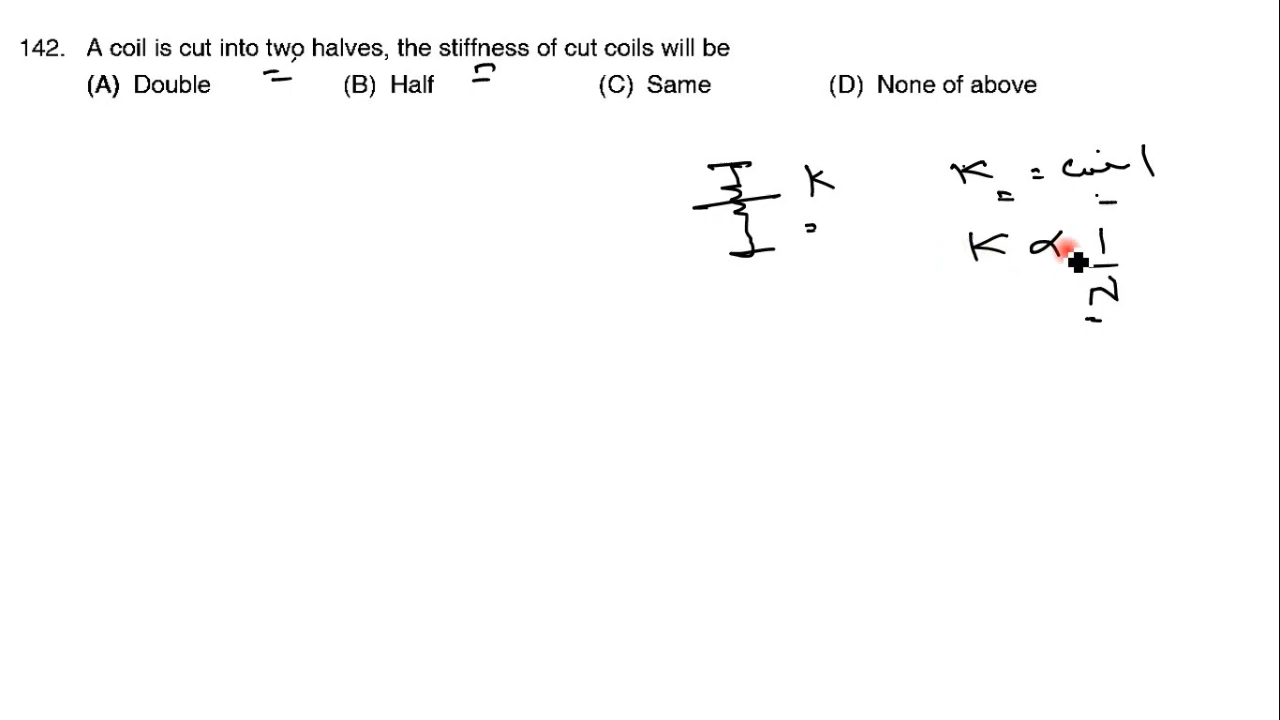 142. A coil is cut into two halves, the stiffness of cut coils will be
(A) Double (B) Half (C) Same (D) None of above
K
K = coil
K ∝ 1
N